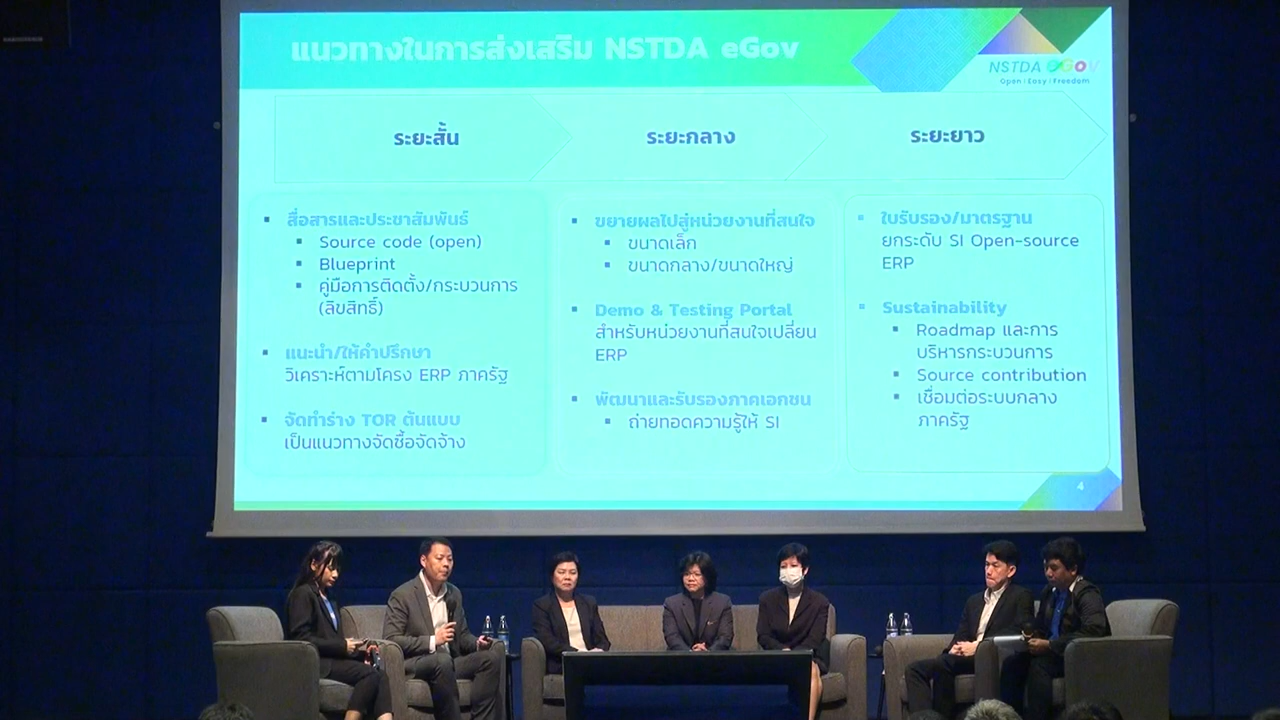 แนวทางในการส่งเสริม NSTDA eGov
NSTDA eGov
Open | Easy | Freedom
ระยะสั้น
ระยะกลาง
ระยะยาว
▪ สื่อสารและประชาสัมพันธ์
▪ Source code (open)
▪ Blueprint
▪ คู่มือการติดตั้ง/กระบวนการ
(ลิขสิทธิ์)
▪ แนะนำ/ให้คำปรึกษา
วิเคราะห์ตามโครง ERP ภาครัฐ
▪ จัดทำร่าง TOR ต้นแบบ
เป็นแนวทางจัดซื้อจัดจ้าง
▪ ขยายผลไปสู่หน่วยงานที่สนใจ
▪ ขนาดเล็ก
▪ ขนาดกลาง/ขนาดใหญ่
▪ Demo & Testing Portal
สำหรับหน่วยงานที่สนใจเปลี่ยน
ERP
▪ พัฒนาและรับรองภาคเอกชน
▪ ถ่ายทอดความรู้ให้ SI
▪ ใบรับรอง/มาตรฐาน
ยกระดับ SI Open-source
ERP
▪ Sustainability
▪ Roadmap และการ
บริหารกระบวนการ
▪ Source contribution
▪ เชื่อมต่อระบบกลาง
ภาครัฐ
4